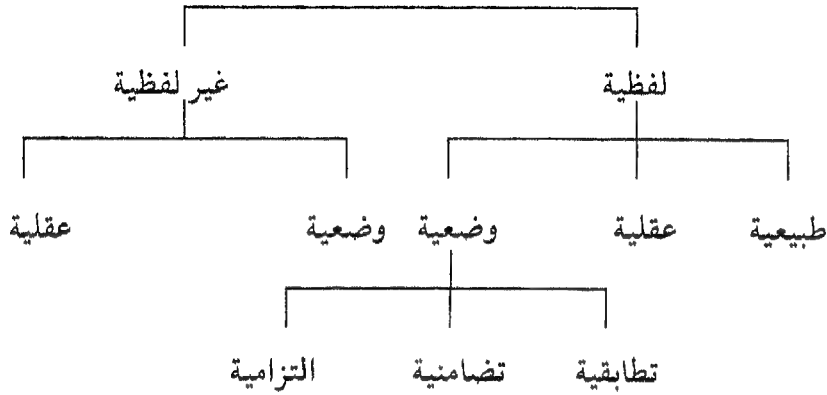 لفظية غير لفظية
طبيعية عقلية وضعية وضعية عقلية
تطابقية تضامنية التزامية